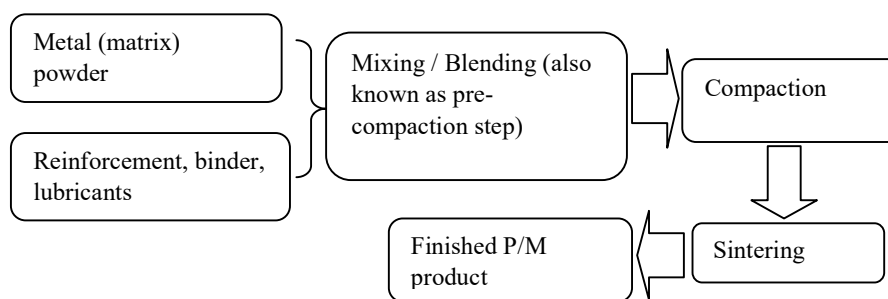 Metal (matrix)
powder
Reinforcement, binder,
lubricants
Mixing / Blending (also
known as pre-
compaction step)
Compaction
Sintering
Finished P/M
product